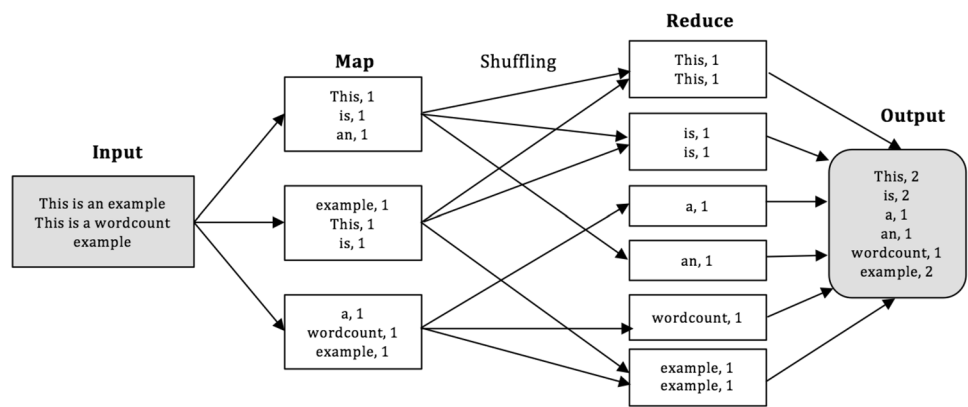 Input
This is an example
This is a wordcount
example
Map
This, 1
is, 1
an, 1
example, 1
This, 1
is, 1
a, 1
wordcount, 1
example, 1
Shuffling
Reduce
This, 1
This, 1
is, 1
is, 1
a, 1
an, 1
wordcount, 1
example, 1
example, 1
Output
This, 2
is, 2
a, 1
an, 1
wordcount, 1
example, 2